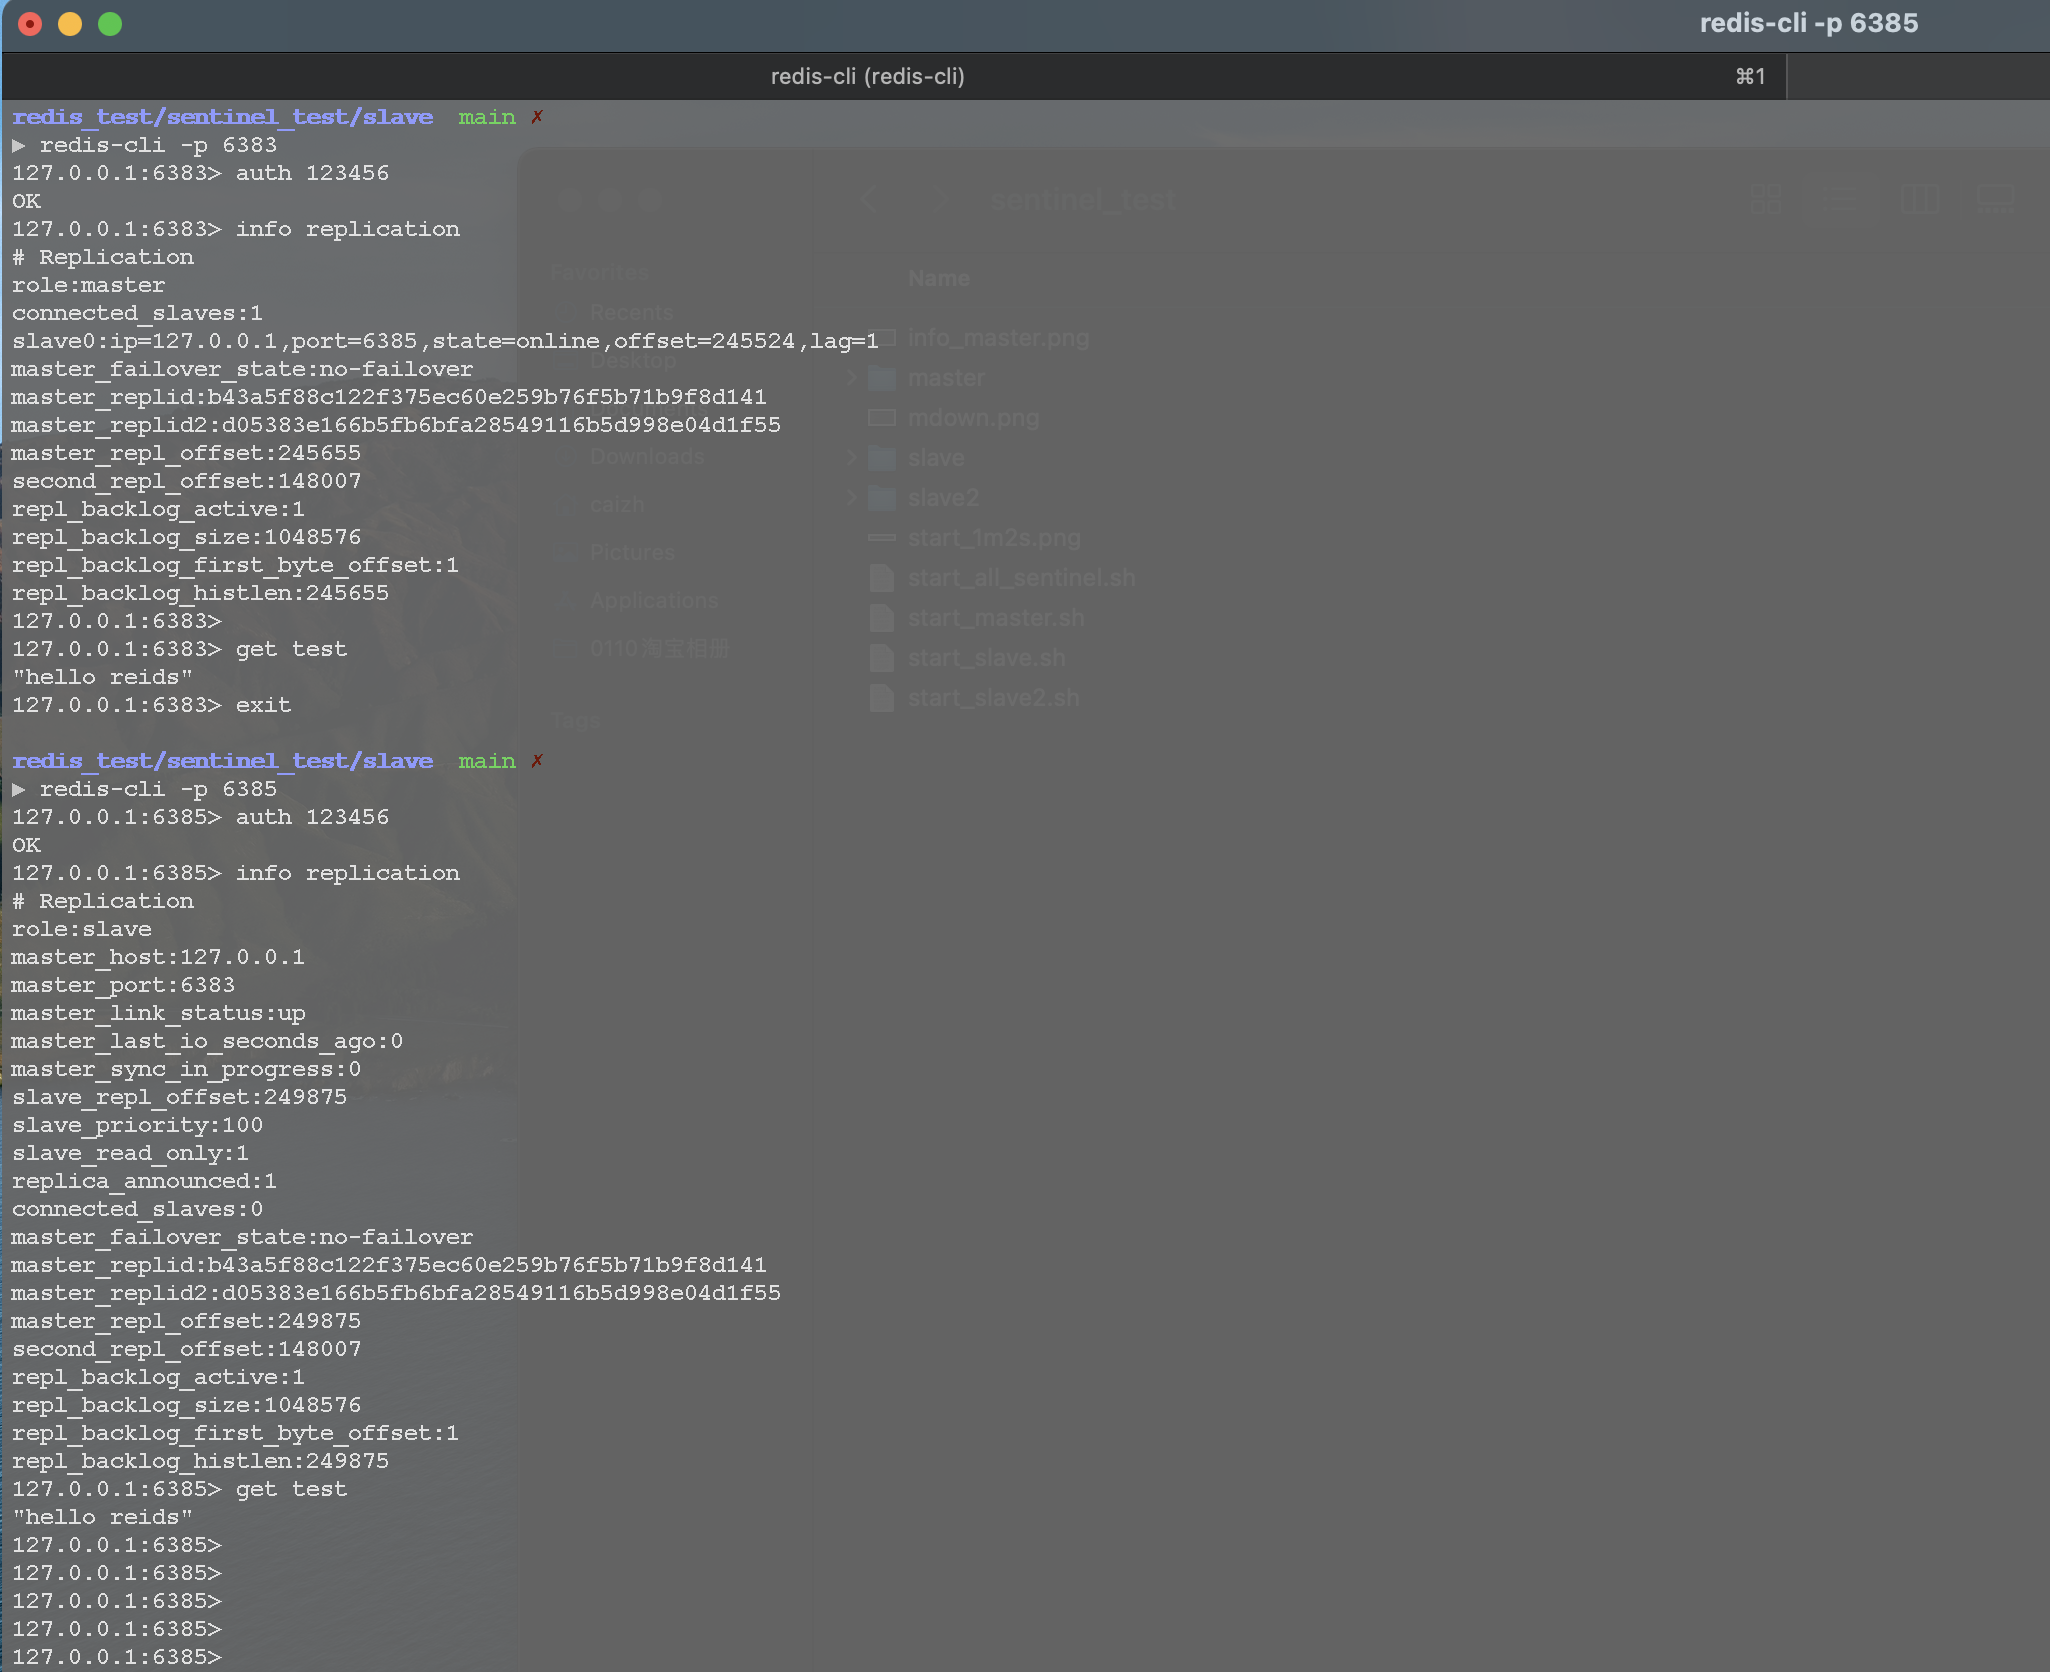 redis-cli -p 6385
redis-cli (redis-cli)
⌘1
redis_test/sentinel_test/slave  main ✗
▶ redis-cli -p 6383
127.0.0.1:6383> auth 123456
OK
127.0.0.1:6383> info replication
# Replication
role:master
connected_slaves:1
slave0:ip=127.0.0.1,port=6385,state=online,offset=245524,lag=1
master_failover_state:no-failover
master_replid:b43a5f88c122f375ec60e259b76f5b71b9f8d141
master_replid2:d05383e166b5fb6bfa28549116b5d998e04d1f55
master_repl_offset:245655
second_repl_offset:148007
repl_backlog_active:1
repl_backlog_size:1048576
repl_backlog_first_byte_offset:1
repl_backlog_histlen:245655
127.0.0.1:6383>
127.0.0.1:6383> get test
"hello reids"
127.0.0.1:6383> exit
redis_test/sentinel_test/slave  main ✗
▶ redis-cli -p 6385
127.0.0.1:6385> auth 123456
OK
127.0.0.1:6385> info replication
# Replication
role:slave
master_host:127.0.0.1
master_port:6383
master_link_status:up
master_last_io_seconds_ago:0
master_sync_in_progress:0
slave_repl_offset:249875
slave_priority:100
slave_read_only:1
replica_announced:1
connected_slaves:0
master_failover_state:no-failover
master_replid:b43a5f88c122f375ec60e259b76f5b71b9f8d141
master_replid2:d05383e166b5fb6bfa28549116b5d998e04d1f55
master_repl_offset:249875
second_repl_offset:148007
repl_backlog_active:1
repl_backlog_size:1048576
repl_backlog_first_byte_offset:1
repl_backlog_histlen:249875
127.0.0.1:6385> get test
"hello reids"
127.0.0.1:6385>
127.0.0.1:6385>
127.0.0.1:6385>
127.0.0.1:6385>
127.0.0.1:6385>
sentinel_test
Favorites
Recents
Desktop
Documents
Downloads
caizh
Pictures
Applications
0110淘宝相册
Tags
Name
info_master.png
master
mdown.png
slave
slave2
start_1m2s.png
start_all_sentinel.sh
start_master.sh
start_slave.sh
start_slave2.sh